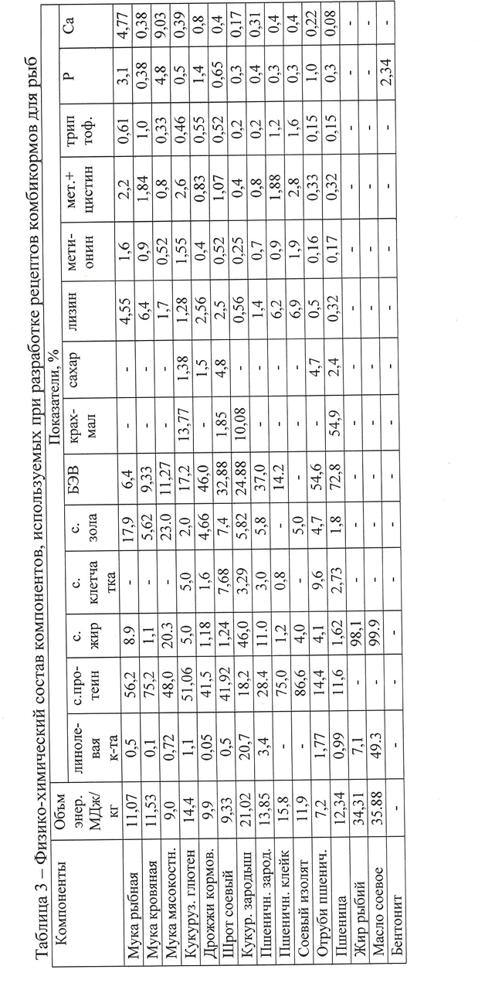 Таблица 3 – Физико-химический состав компонентов, используемых при разработке рецептов комбикормов для рыб
Компоненты Объм Показатели, %
энер. линоле- с.про- с. с. с. БЭВ крах- сахар лизин мети- мет.+ трип P Ca
МДж/ вая теин жир клетча зола мал онин цистин тоф.
кг к-та тка
Мука рыбная 11,07 0,5 56,2 8.9 - 17,9 6,4 - - 4,55 1,6 2,2 0,61 3,1 4,77
Мука кровяная 11,53 0,1 75,2 1,1 - 5,62 9,33 - - 6,4 0,9 1,84 1,0 0,38 0,38
Мука мясокостн. 9,0 0,72 48,0 20.3 - 23.0 11,27 - - 1,7 0,52 0,8 0,33 4,8 9,03
Кукуруз. глютен 14,4 1,1 51,06 5,0 5,0 2,0 17,2 13,77 1,38 1,28 1,55 2,6 0,46 0,5 0,39
Дрожжи кормов. 9,9 0,05 41,5 1,18 1,6 4,66 46,0 - 1,5 2,56 0,4 0,83 0,55 1,4 0,8
Шрот соевый 9,33 0,5 41,92 1,24 7,68 7,4 32,88 1,85 4,8 2,5 0,52 1,07 0,52 0,65 0,4
Кукур. зародыш 21,02 20,7 18,2 46,0 3,29 5,82 24.88 10,08 - 0,56 0,25 0,4 0,2 0,3 0,17
Пшеничн. зарод. 13,85 3,4 28.4 11.0 3,0 5,8 37,0 - - 1,4 0,7 0,8 0,2 0,4 0,31
Пшеничн. клейк 15,8 - 75,0 1,2 0,8 - 14.2 - - 6,2 0,9 1,88 1,2 0,3 0,4
Соевый изолят 11,9 - 86,6 4,0 - 5,0 - - - 6,9 1,9 2,8 1,6 0,3 0,4
Отруби пшенич. 7,2 1,77 14,4 4,1 9,6 4,7 54,6 - 4,7 0,5 0,16 0,33 0,15 1,0 0,22
Пшеница 12,34 0,99 11,6 1,62 2,73 1,8 72,8 54,9 2,4 0,32 0,17 0,32 0,15 0,3 0,08
Жир рыбий 34,31 7,1 - 98,1 - - - - - - - - - - -
Масло соевое 35.88 49.3 - 99.9 - - - - - - - - - - -
Бентонит - - - - - - - - - - - - - 2,34 -